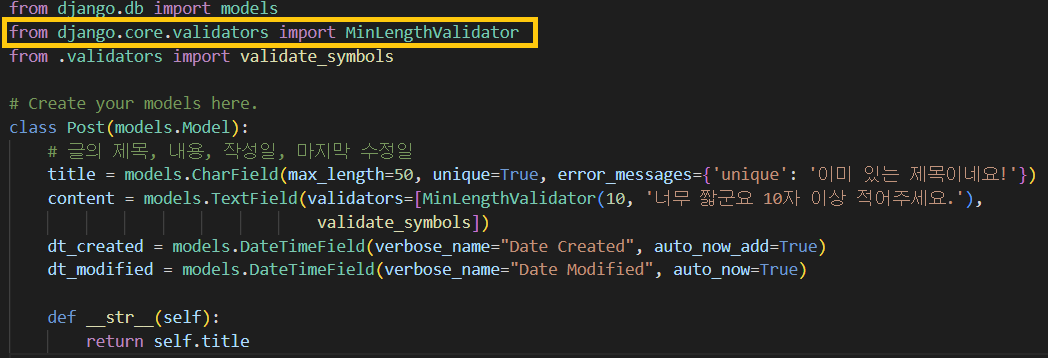 from django.db import models
from django.core.validators import MinLengthValidator
from .validators import validate_symbols
# Create your models here.
class Post(models.Model):
# 글의 제목, 내용, 작성일, 마지막 수정일
title = models.CharField(max_length=50, unique=True, error_messages={'unique': '이미 있는 제목이네요!'})
content = models.TextField(validators=[MinLengthValidator(10, '너무 짧군요 10자 이상 적어주세요.'),
validate_symbols])
dt_created = models.DateTimeField(verbose_name="Date Created", auto_now_add=True)
dt_modified = models.DateTimeField(verbose_name="Date Modified", auto_now=True)
def __str__(self):
return self.title